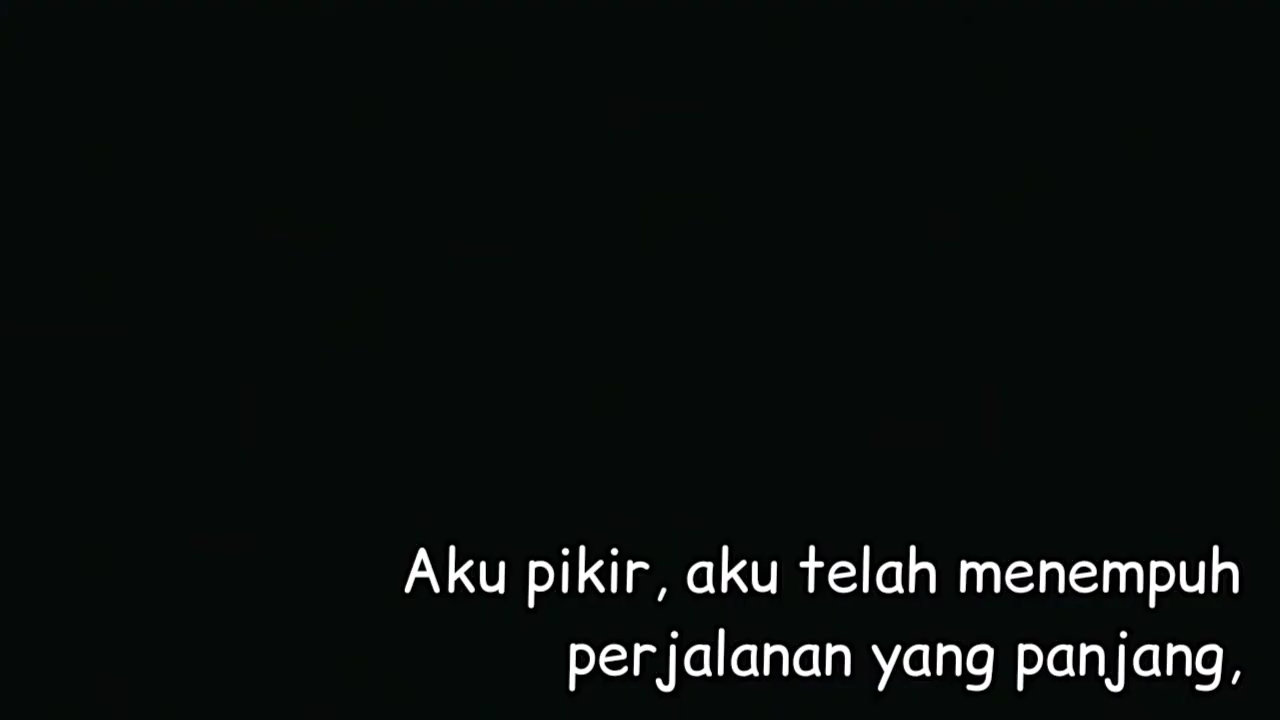 Aku pikir, aku telah menempuh
perjalanan yang panjang,